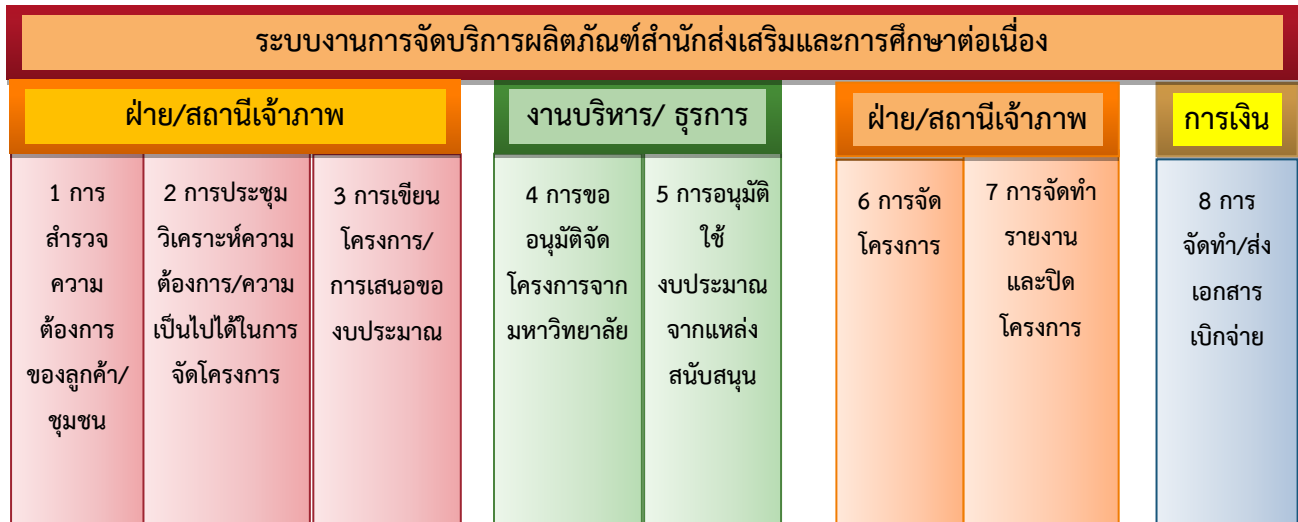 ระบบงานการจัดบริการผลิตภัณฑ์สำนักส่งเสริมและการศึกษาต่อเนื่อง
ฝ่าย/สถานีเจ้าภาพ
1 การ
สำรวจ
ความ
ต้องการ
ของลูกค้า/
ชุมชน
2 การประชุม
วิเคราะห์ความ
ต้องการ/ความ
เป็นไปได้ในการ
จัดโครงการ
3 การเขียน
โครงการ/
การเสนอขอ
งบประมาณ
งานบริหาร/ ธุรการ
4 การขอ
อนุมัติจัด
โครงการจาก
มหาวิทยาลัย
5 การอนุมัติ
ใช้
งบประมาณ
จากแหล่ง
สนับสนุน
ฝ่าย/สถานีเจ้าภาพ
6 การจัด
โครงการ
7 การจัดทำ
รายงาน
และปิด
โครงการ
การเงิน
8 การ
จัดทำ/ส่ง
เอกสาร
เบิกจ่าย